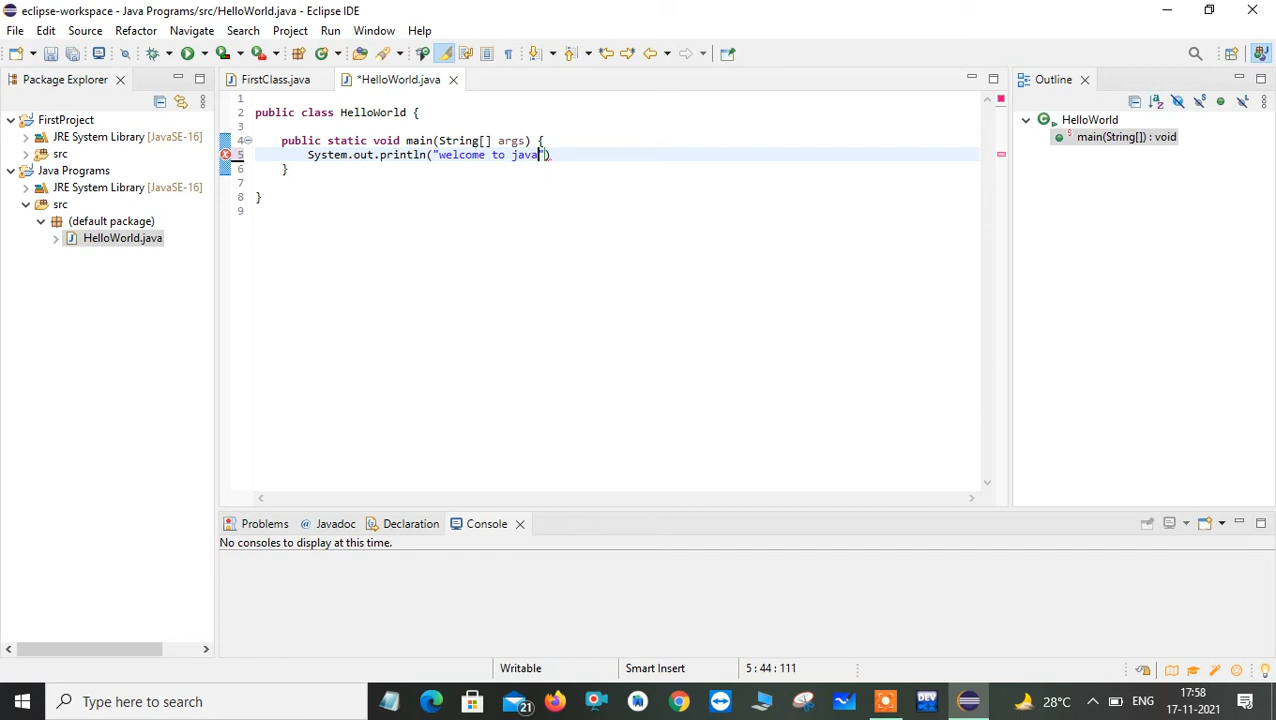 eclipse-workspace - Java Programs/src/HelloWorld.java - Eclipse IDE
File Edit Source Refactor Navigate Search Project Run Window Help
Package Explorer
FirstProject
JRE System Library [JavaSE-16]
src
Java Programs
JRE System Library [JavaSE-16]
src
(default package)
HelloWorld.java
FirstClass.java *HelloWorld.java
1
2 public class HelloWorld {
3
4 public static void main(String[] args) {
5 System.out.println("welcome to java")
6 }
7
8 }
9
Outline
HelloWorld
main(String[]) : void
Problems Javadoc Declaration Console
No consoles to display at this time.
Writable Smart Insert 5 : 44 : 111
Type here to search
21
DEV
28°C
ENG
17:58
17-11-2021